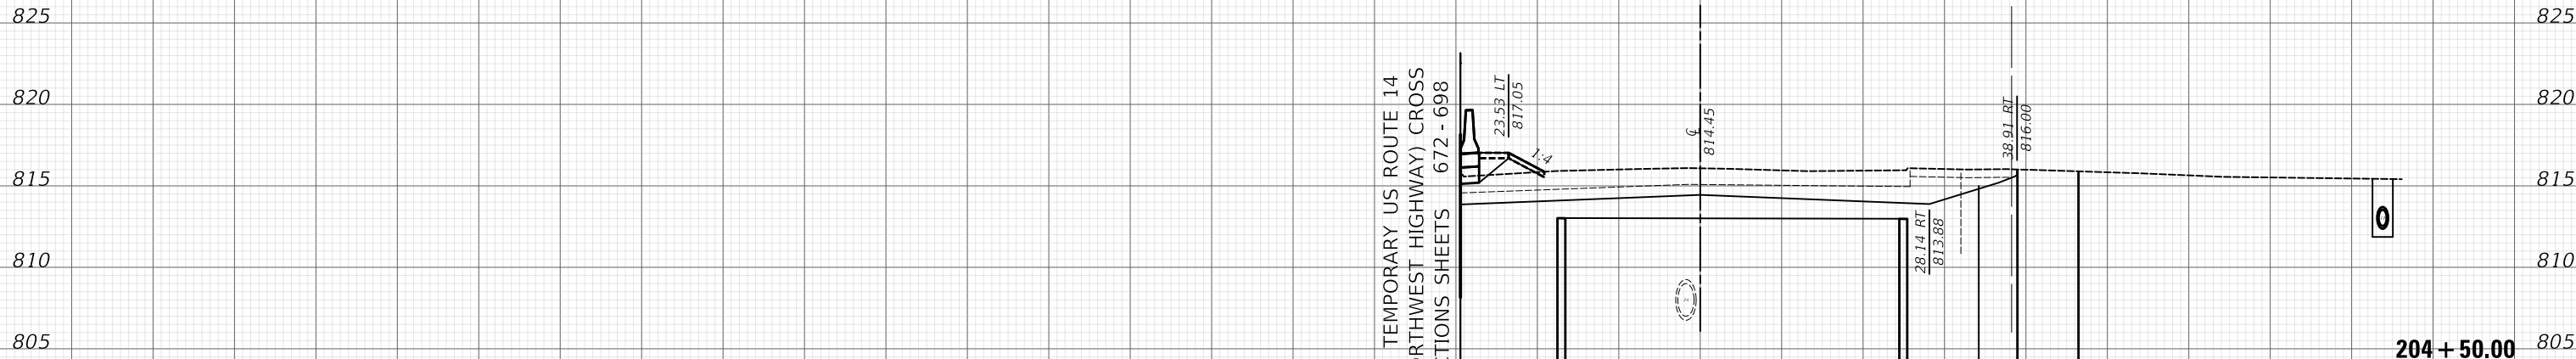 825
820
815
810
805
TEMPORARY US ROUTE 14
RTHWEST HIGHWAY) CROSS
TIONS SHEETS 672 - 698
23.53 LT
817.05
1:4
℄
814.45
28.14 RT
813.88
38.91 RT
816.00
825
820
815
810
805
204 + 50.00